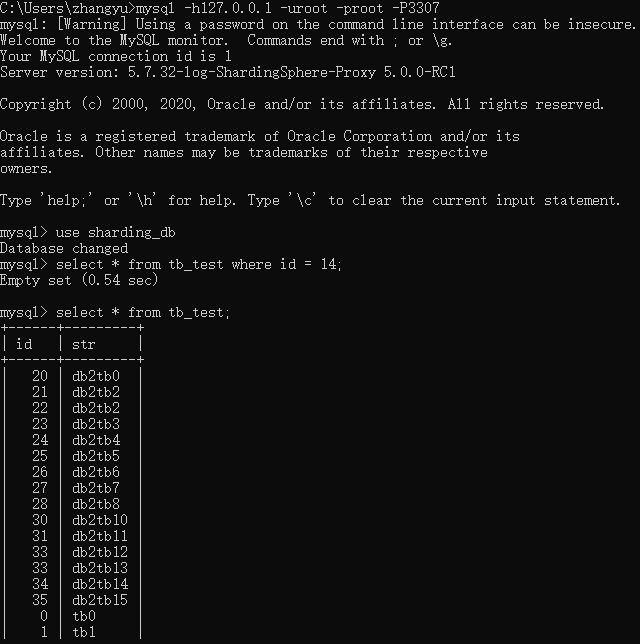 C:\Users\zhangyu>mysql -h127.0.0.1 -uroot -proot -P3307
mysql: [Warning] Using a password on the command line interface can be insecure.
Welcome to the MySQL monitor.  Commands end with ; or \g.
Your MySQL connection id is 1
Server version: 5.7.32-log-ShardingSphere-Proxy 5.0.0-RC1

Copyright (c) 2000, 2020, Oracle and/or its affiliates. All rights reserved.

Oracle is a registered trademark of Oracle Corporation and/or its
affiliates. Other names may be trademarks of their respective
owners.

Type 'help;' or '\h' for help. Type '\c' to clear the current input statement.

mysql> use sharding_db
Database changed
mysql> select * from tb_test where id = 14;
Empty set (0.54 sec)

mysql> select * from tb_test;
+------+---------+
| id   | str     |
+------+---------+
|   20 | db2tb0  |
|   21 | db2tb2  |
|   22 | db2tb2  |
|   23 | db2tb3  |
|   24 | db2tb4  |
|   25 | db2tb5  |
|   26 | db2tb6  |
|   27 | db2tb7  |
|   28 | db2tb8  |
|   30 | db2tb10 |
|   31 | db2tb11 |
|   33 | db2tb12 |
|   33 | db2tb13 |
|   34 | db2tb14 |
|   35 | db2tb15 |
|    0 | tb0     |
|    1 | tb1     |